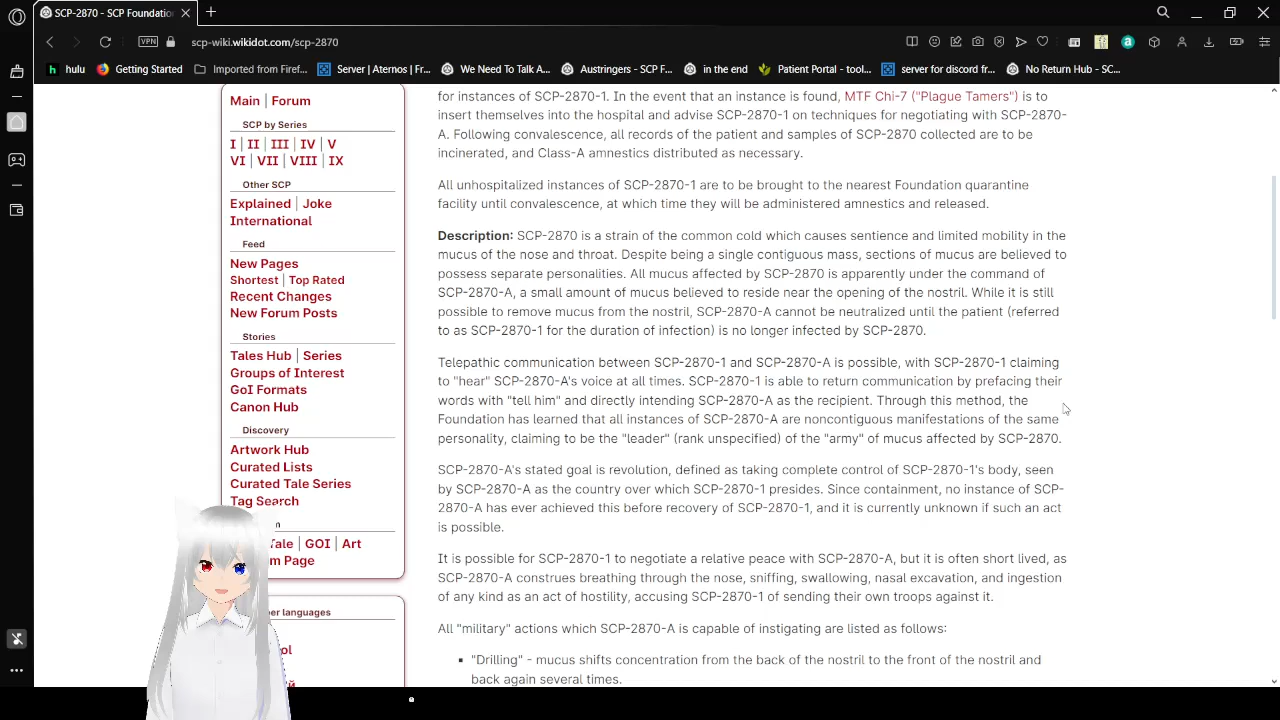 SCP-2870 - SCP Foundatio
scp-wiki.wikidot.com/scp-2870
VPN
hulu
Getting Started
Imported from Firef...
Server | Aternos | Fr...
We Need To Talk A...
Austringers - SCP F...
in the end
Patient Portal - tool...
server for discord fr...
No Return Hub - SC...
Main | Forum
SCP by Series
I | II | III | IV | V
VI | VII | VIII | IX
Other SCP
Explained | Joke
International
Feed
New Pages
Shortest | Top Rated
Recent Changes
New Forum Posts
Stories
Tales Hub | Series
Groups of Interest
GoI Formats
Canon Hub
Discovery
Artwork Hub
Curated Lists
Curated Tale Series
Tag Search
Tale | GOI | Art
m Page
er languages
for instances of SCP-2870-1. In the event that an instance is found, MTF Chi-7 ("Plague Tamers") is to
insert themselves into the hospital and advise SCP-2870-1 on techniques for negotiating with SCP-2870-
A. Following convalescence, all records of the patient and samples of SCP-2870 collected are to be
incinerated, and Class-A amnestics distributed as necessary.
All unhospitalized instances of SCP-2870-1 are to be brought to the nearest Foundation quarantine
facility until convalescence, at which time they will be administered amnestics and released.
Description: SCP-2870 is a strain of the common cold which causes sentience and limited mobility in the
mucus of the nose and throat. Despite being a single contiguous mass, sections of mucus are believed to
possess separate personalities. All mucus affected by SCP-2870 is apparently under the command of
SCP-2870-A, a small amount of mucus believed to reside near the opening of the nostril. While it is still
possible to remove mucus from the nostril, SCP-2870-A cannot be neutralized until the patient (referred
to as SCP-2870-1 for the duration of infection) is no longer infected by SCP-2870.
Telepathic communication between SCP-2870-1 and SCP-2870-A is possible, with SCP-2870-1 claiming
to "hear" SCP-2870-A's voice at all times. SCP-2870-1 is able to return communication by prefacing their
words with "tell him" and directly intending SCP-2870-A as the recipient. Through this method, the
Foundation has learned that all instances of SCP-2870-A are noncontiguous manifestations of the same
personality, claiming to be the "leader" (rank unspecified) of the "army" of mucus affected by SCP-2870.
SCP-2870-A's stated goal is revolution, defined as taking complete control of SCP-2870-1's body, seen
by SCP-2870-A as the country over which SCP-2870-1 presides. Since containment, no instance of SCP-
2870-A has ever achieved this before recovery of SCP-2870-1, and it is currently unknown if such an act
is possible.
It is possible for SCP-2870-1 to negotiate a relative peace with SCP-2870-A, but it is often short lived, as
SCP-2870-A construes breathing through the nose, sniffing, swallowing, nasal excavation, and ingestion
of any kind as an act of hostility, accusing SCP-2870-1 of sending their own troops against it.
All "military" actions which SCP-2870-A is capable of instigating are listed as follows:
"Drilling" - mucus shifts concentration from the back of the nostril to the front of the nostril and
back again several times.